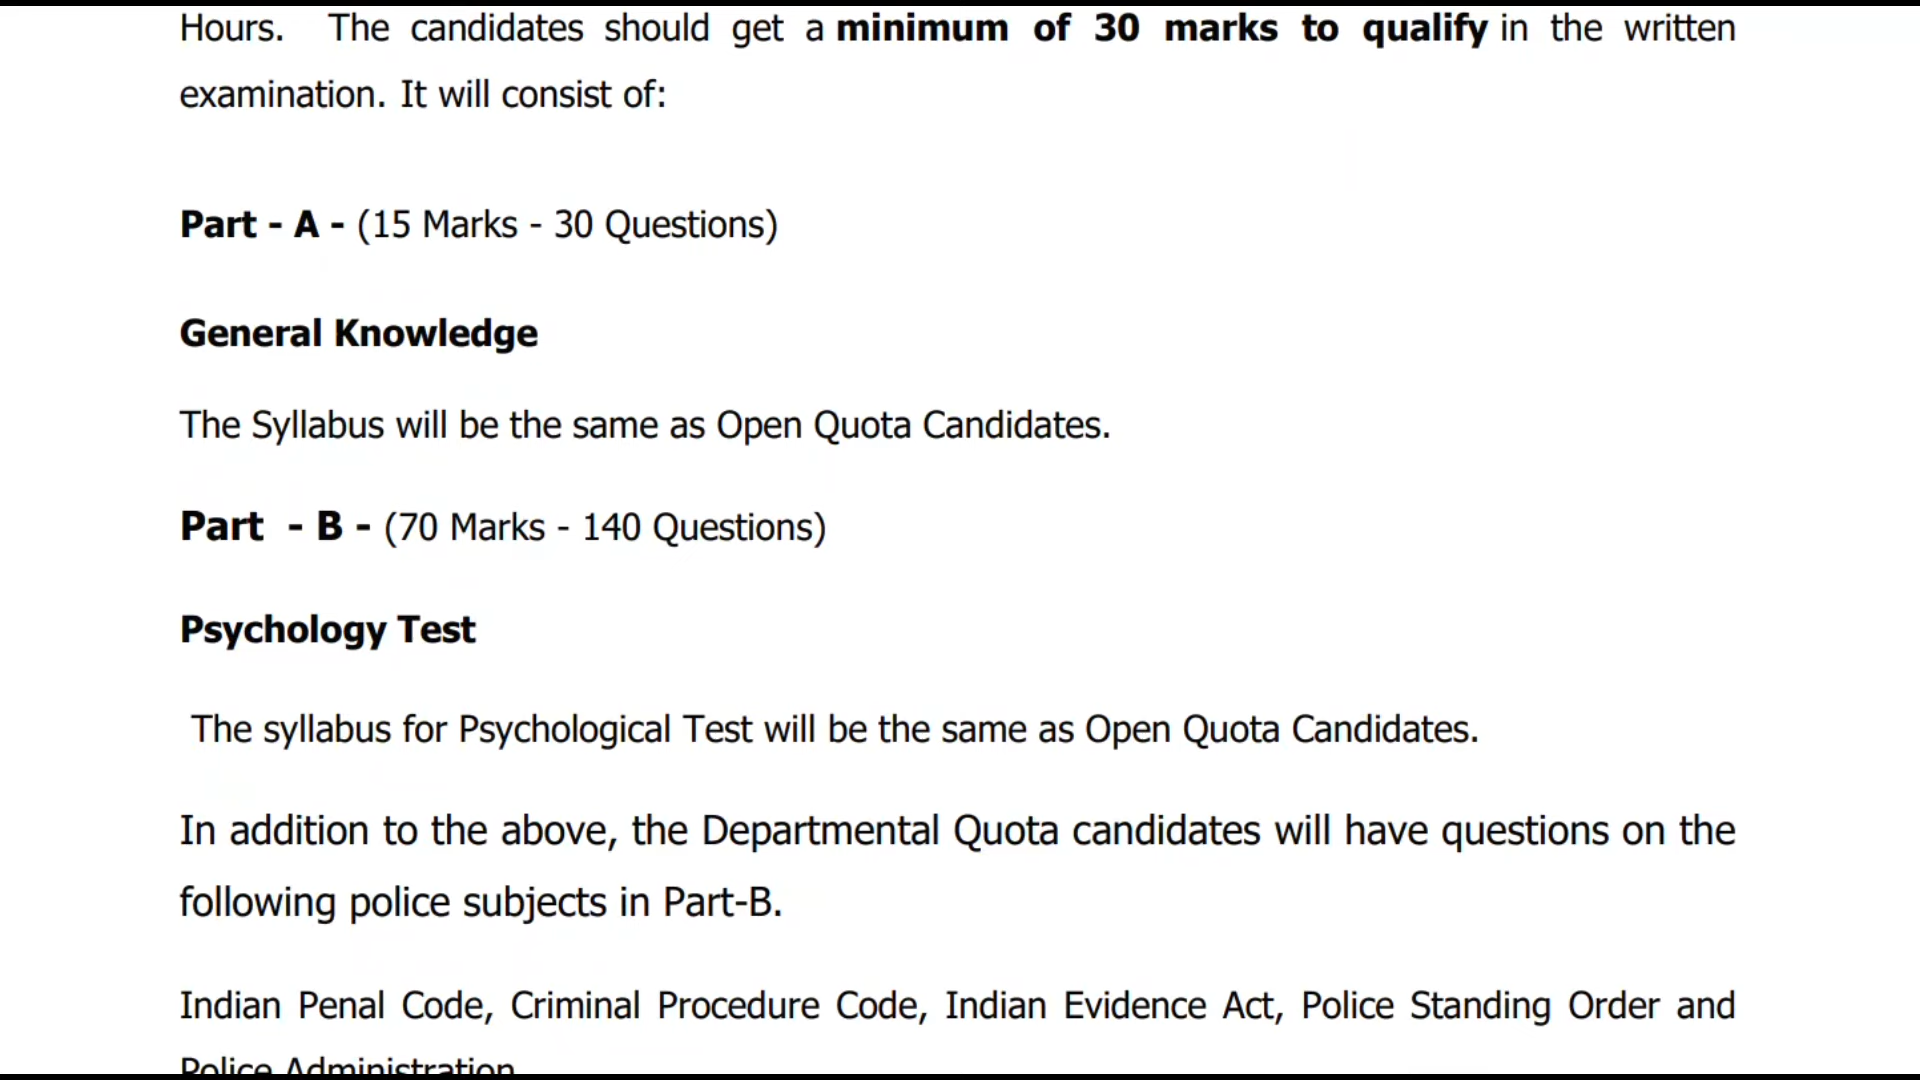 Hours. The candidates should get a minimum of 30 marks to qualify in the written
examination. It will consist of:
Part - A - (15 Marks - 30 Questions)
General Knowledge
The Syllabus will be the same as Open Quota Candidates.
Part - B - (70 Marks - 140 Questions)
Psychology Test
The syllabus for Psychological Test will be the same as Open Quota Candidates.
In addition to the above, the Departmental Quota candidates will have questions on the
following police subjects in Part-B.
Indian Penal Code, Criminal Procedure Code, Indian Evidence Act, Police Standing Order and
Police Administration